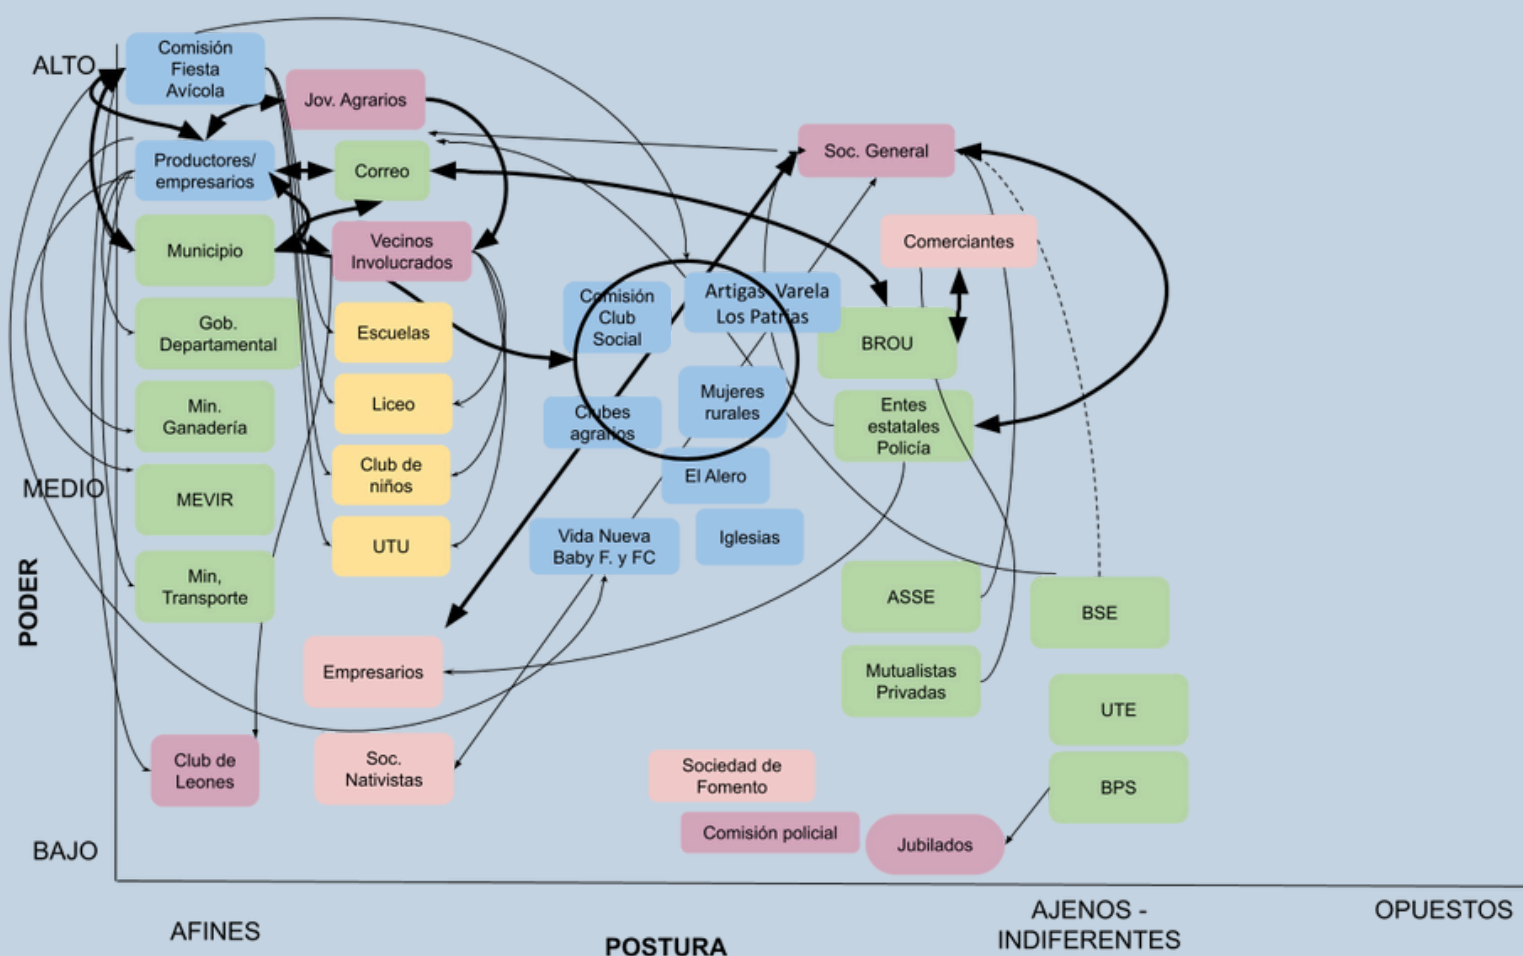 ALTO
Comisión
Fiesta
Avícola
Jov. Agrarios
Productores/
empresarios
Correo
Soc. General
Municipio
Vecinos
Involucrados
Comerciantes
Gob.
Departamental
Escuelas
Comisión
Club
Social
Artigas Varela
Los Patrias
BROU
Min.
Ganadería
Liceo
Clubes
agrarios
Mujeres
rurales
Entes
estatales
Policía
MEDIO
MEVIR
Club de
niños
El Alero
UTU
Vida Nueva
Baby F. y FC
Iglesias
PODER
Min,
Transporte
ASSE
BSE
Empresarios
Mutualistas
Privadas
UTE
Club de
Leones
Soc.
Nativistas
Sociedad de
Fomento
BPS
Comisión policial
Jubilados
BAJO
AFINES
POSTURA
AJENOS -
INDIFERENTES
OPUESTOS